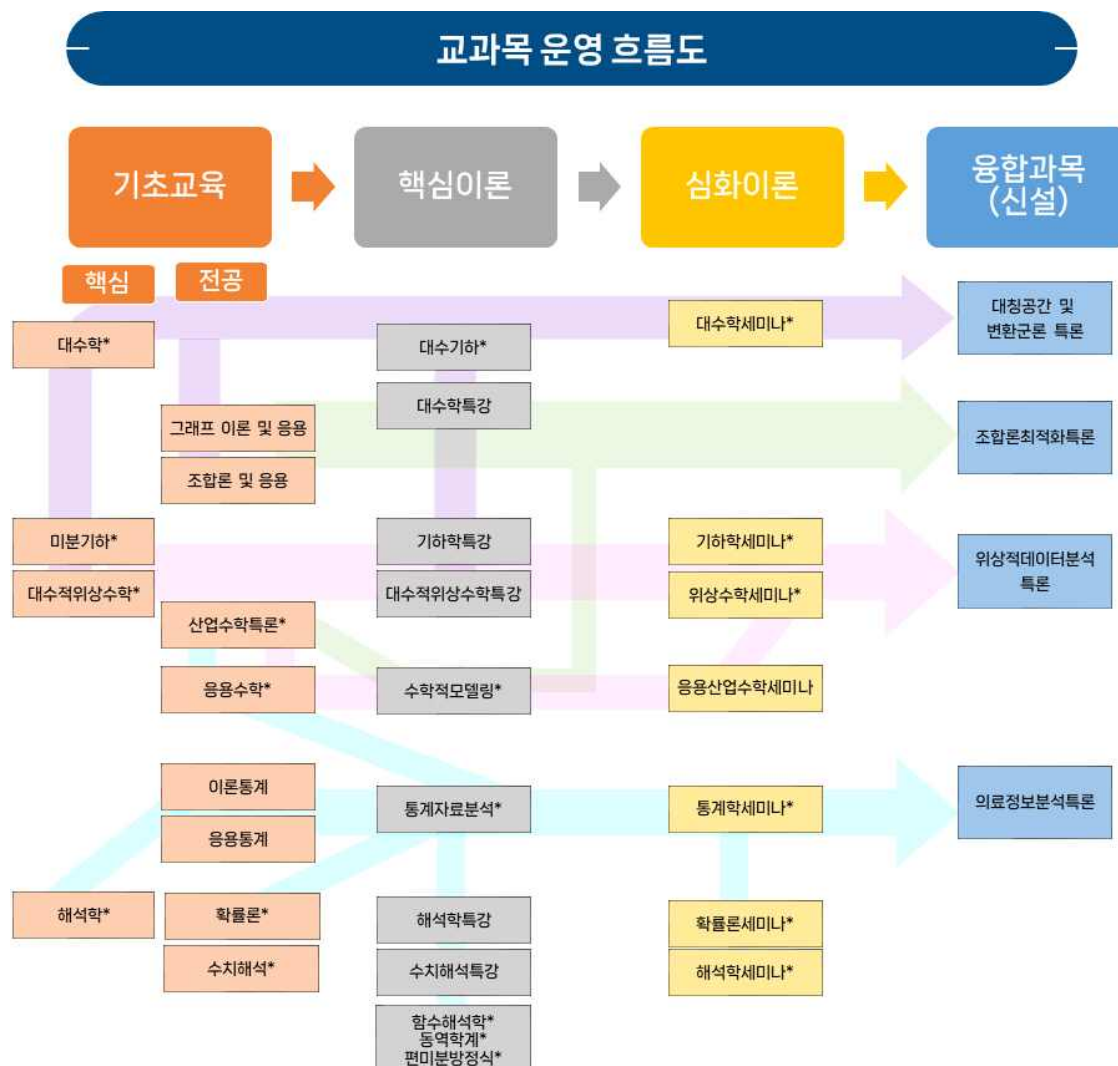 교과목 운영 흐름도
기초교육
핵심이론
심화이론
융합과목
(신설)
핵심
전공
대수학*
그래프 이론 및 응용
조합론 및 응용
미분기하*
대수적위상수학*
산업수학특론*
응용수학*
이론통계
응용통계
해석학*
확률론*
수치해석*
대수기하*
대수학특강
기하학특강
대수적위상수학특강
수학적모델링*
통계자료분석*
해석학특강
수치해석특강
함수해석학*
동역학계*
편미분방정식*
대수학세미나*
기하학세미나*
위상수학세미나*
응용산업수학세미나
통계학세미나*
확률론세미나*
해석학세미나*
대칭공간 및
변환군론 특론
조합론최적화특론
위상적데이터분석
특론
의료정보분석특론